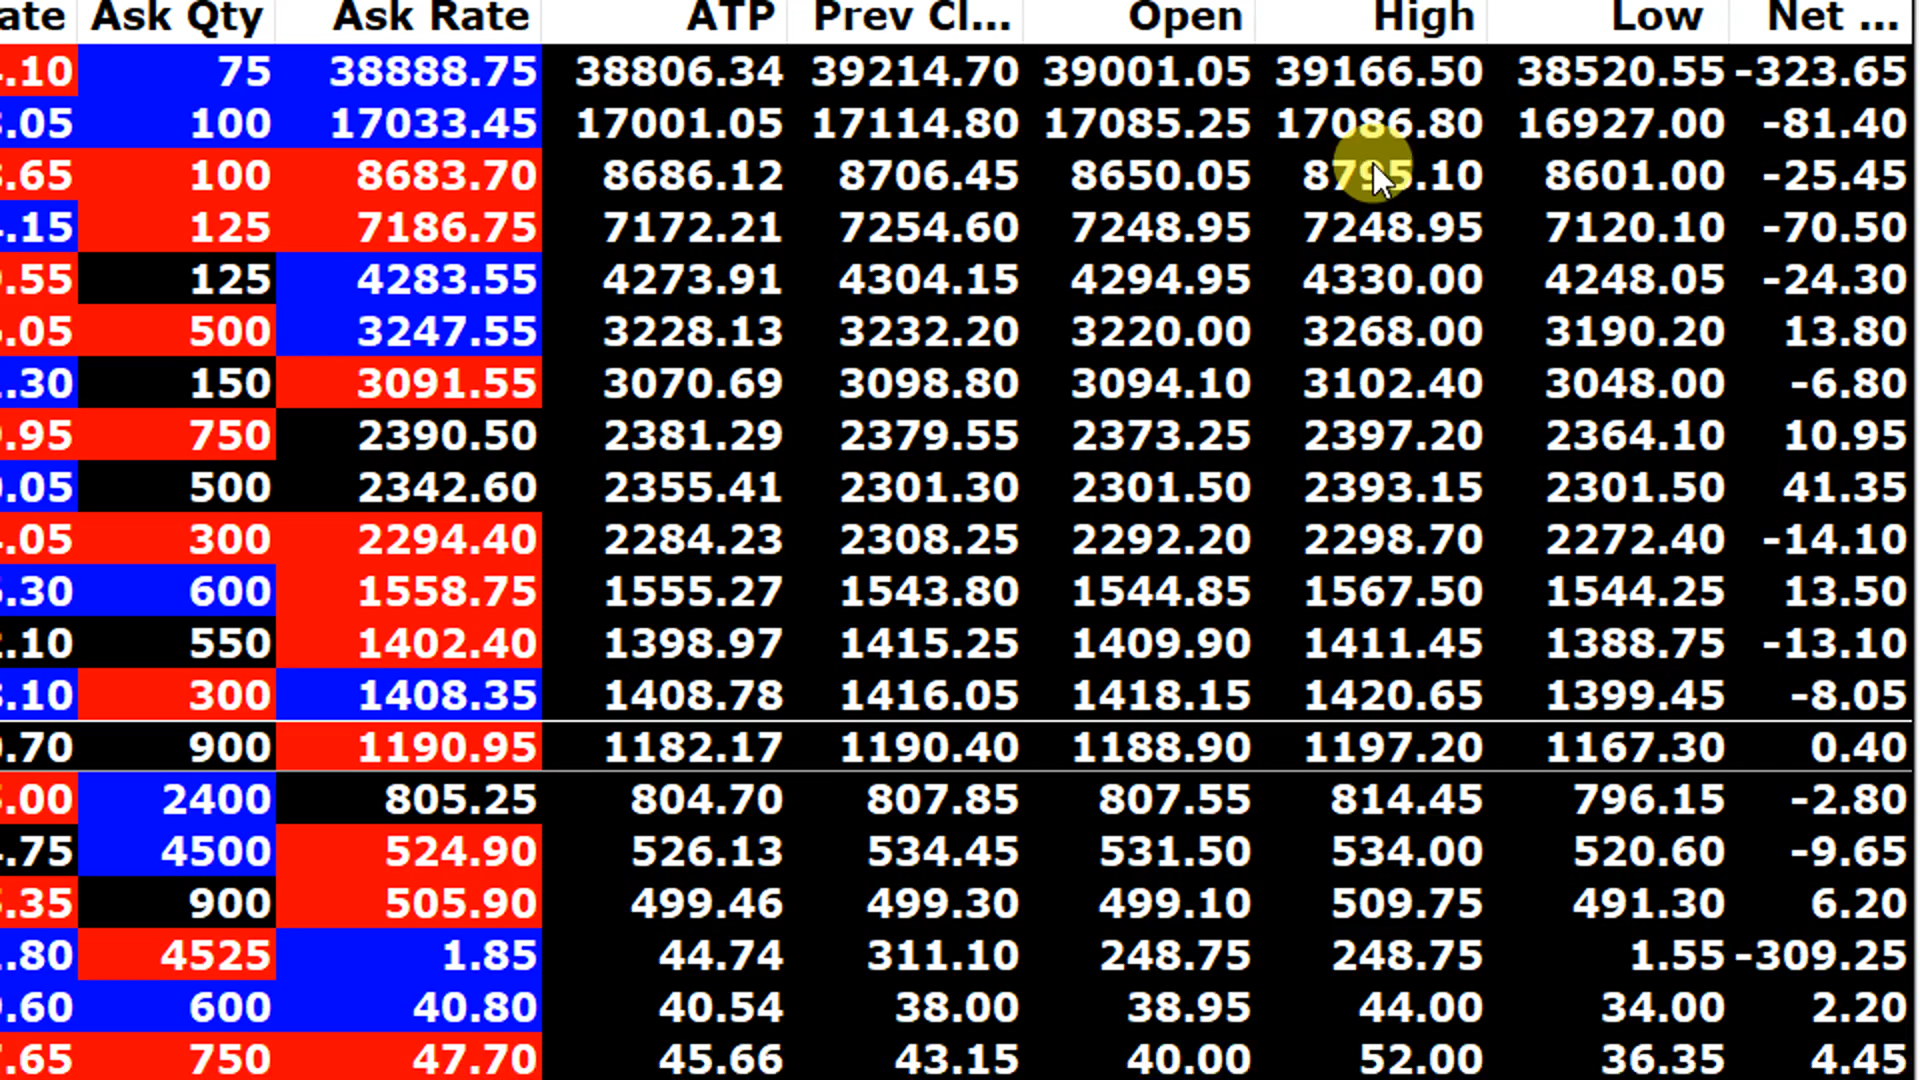 ate Ask Qty Ask Rate ATP Prev Cl... Open High Low Net ...
.10 75 38888.75 38806.34 39214.70 39001.05 39166.50 38520.55 -323.65
.05 100 17033.45 17001.05 17114.80 17085.25 17086.80 16927.00 -81.40
.65 100 8683.70 8686.12 8706.45 8650.05 8795.10 8601.00 -25.45
.15 125 7186.75 7172.21 7254.60 7248.95 7248.95 7120.10 -70.50
.55 125 4283.55 4273.91 4304.15 4294.95 4330.00 4248.05 -24.30
.05 500 3247.55 3228.13 3232.20 3220.00 3268.00 3190.20 13.80
.30 150 3091.55 3070.69 3098.80 3094.10 3102.40 3048.00 -6.80
.95 750 2390.50 2381.29 2379.55 2373.25 2397.20 2364.10 10.95
.05 500 2342.60 2355.41 2301.30 2301.50 2393.15 2301.50 41.35
.05 300 2294.40 2284.23 2308.25 2292.20 2298.70 2272.40 -14.10
.30 600 1558.75 1555.27 1543.80 1544.85 1567.50 1544.25 13.50
.10 550 1402.40 1398.97 1415.25 1409.90 1411.45 1388.75 -13.10
.10 300 1408.35 1408.78 1416.05 1418.15 1420.65 1399.45 -8.05
.70 900 1190.95 1182.17 1190.40 1188.90 1197.20 1167.30 0.40
.00 2400 805.25 804.70 807.85 807.55 814.45 796.15 -2.80
.75 4500 524.90 526.13 534.45 531.50 534.00 520.60 -9.65
.35 900 505.90 499.46 499.30 499.10 509.75 491.30 6.20
.80 4525 1.85 44.74 311.10 248.75 248.75 1.55 -309.25
.60 600 40.80 40.54 38.00 38.95 44.00 34.00 2.20
.65 750 47.70 45.66 43.15 40.00 52.00 36.35 4.45